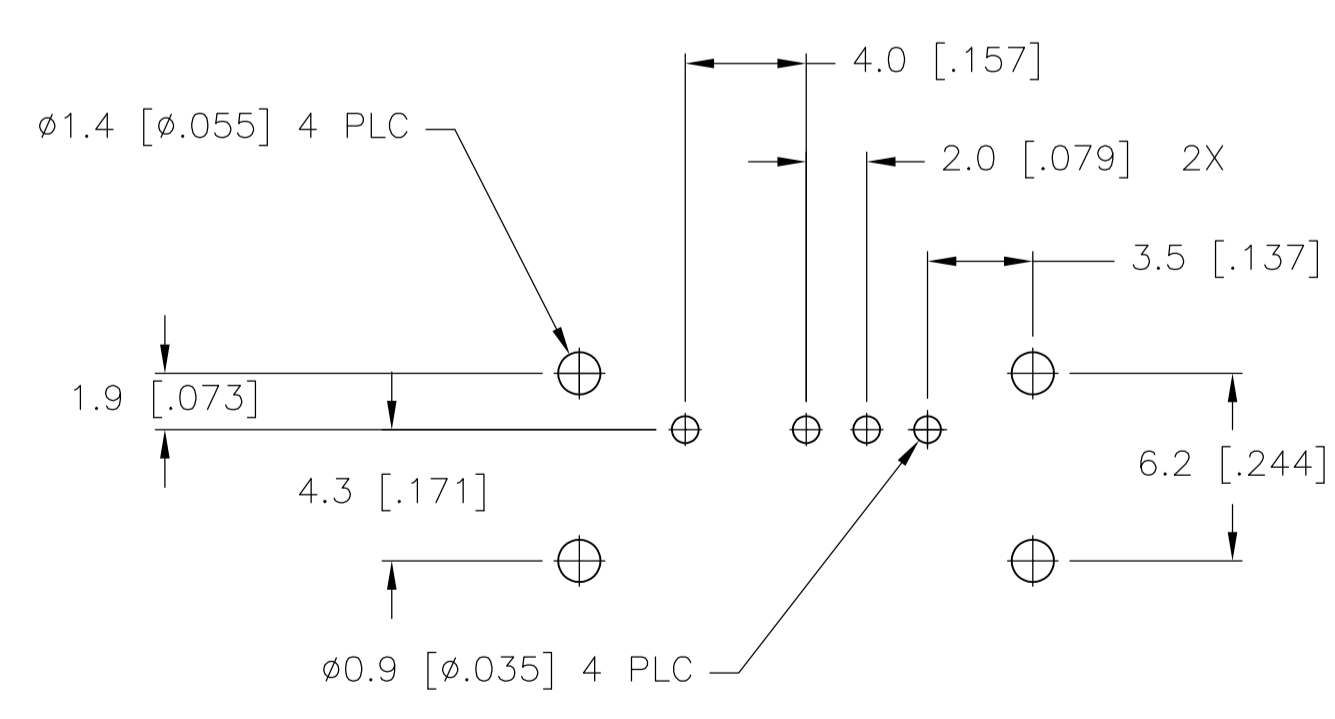 4.0 [.157]
ø1.4 [ø.055] 4 PLC
2.0 [.079] 2X
3.5 [.137]
1.9 [.073]
6.2 [.244]
4.3 [.171]
ø0.9 [ø.035] 4 PLC